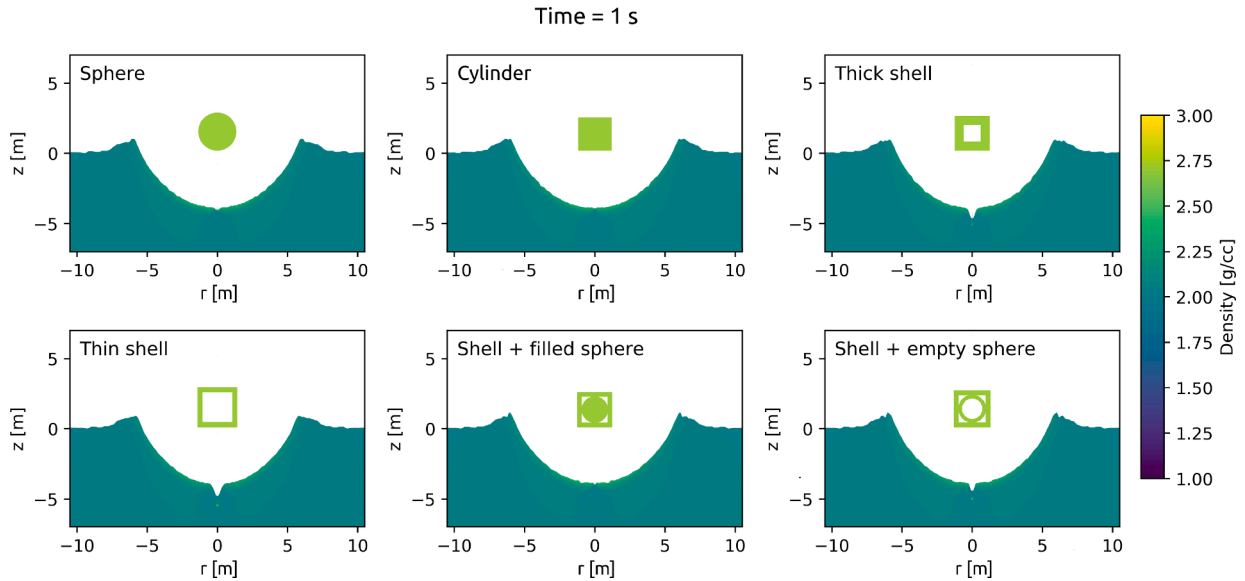 Time = 1 s
Sphere
Cylinder
Thick shell
5
0
−5
z [m]
−10 −5 0 5 10
r [m]
5
0
−5
z [m]
−10 −5 0 5 10
r [m]
5
0
−5
z [m]
−10 −5 0 5 10
r [m]
Thin shell
Shell + filled sphere
Shell + empty sphere
5
0
−5
z [m]
−10 −5 0 5 10
r [m]
5
0
−5
z [m]
−10 −5 0 5 10
r [m]
5
0
−5
z [m]
−10 −5 0 5 10
r [m]
3.00
2.75
2.50
2.25
2.00
1.75
1.50
1.25
1.00
Density [g/cc]